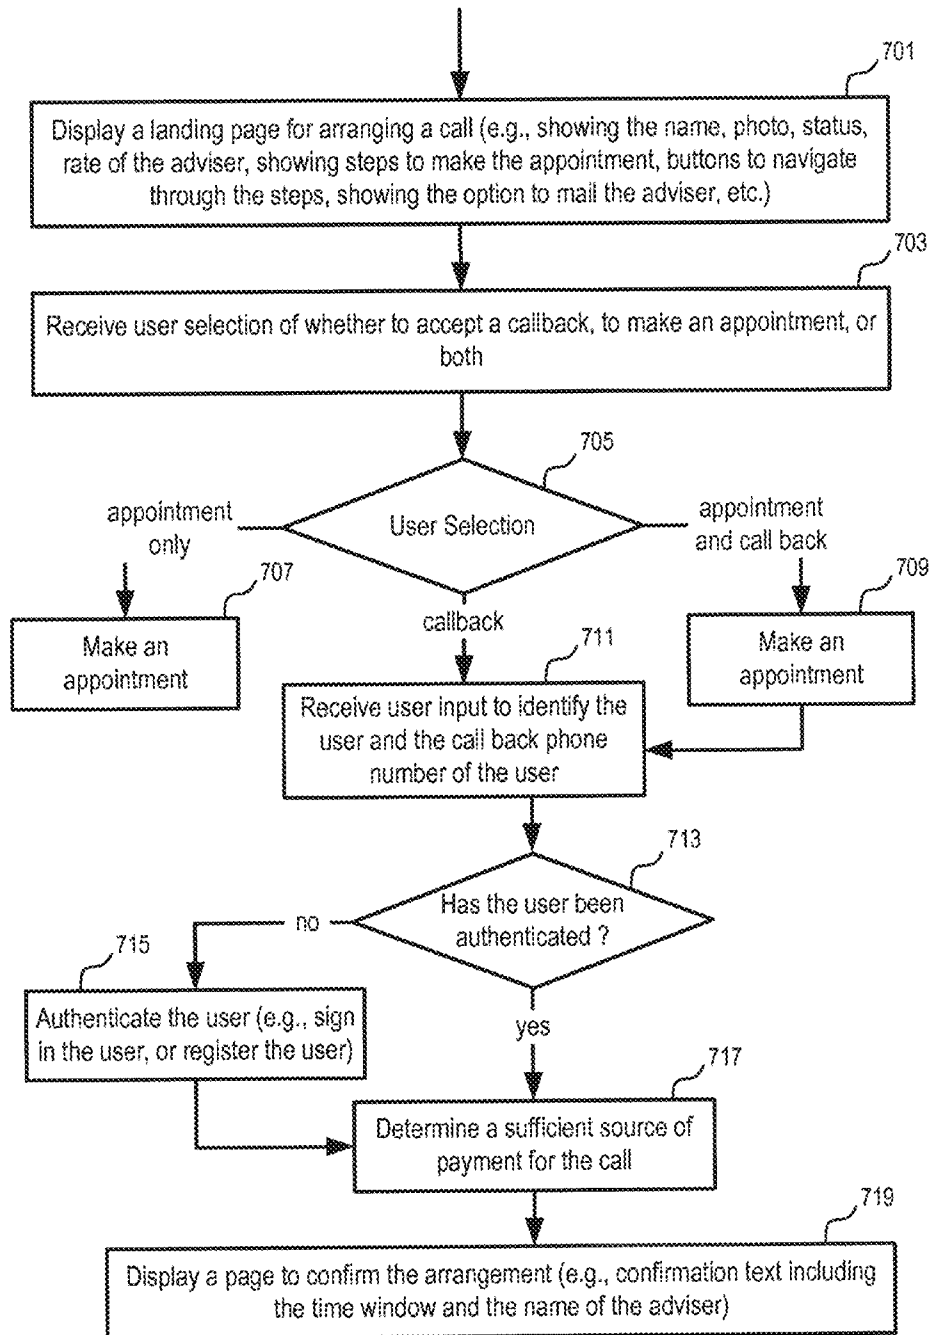 701
Display a landing page for arranging a call (e.g., showing the name, photo, status,
rate of the adviser, showing steps to make the appointment, buttons to navigate
through the steps, showing the option to mail the adviser, etc.)
703
Receive user selection of whether to accept a callback, to make an appointment, or
both
705
User Selection
appointment
only
appointment
and call back
707
Make an
appointment
callback
709
Make an
appointment
711
Receive user input to identify the
user and the call back phone
number of the user
713
Has the user been
authenticated ?
no
715
Authenticate the user (e.g., sign
in the user, or register the user)
yes
717
Determine a sufficient source of
payment for the call
719
Display a page to confirm the arrangement (e.g., confirmation text including
the time window and the name of the adviser)